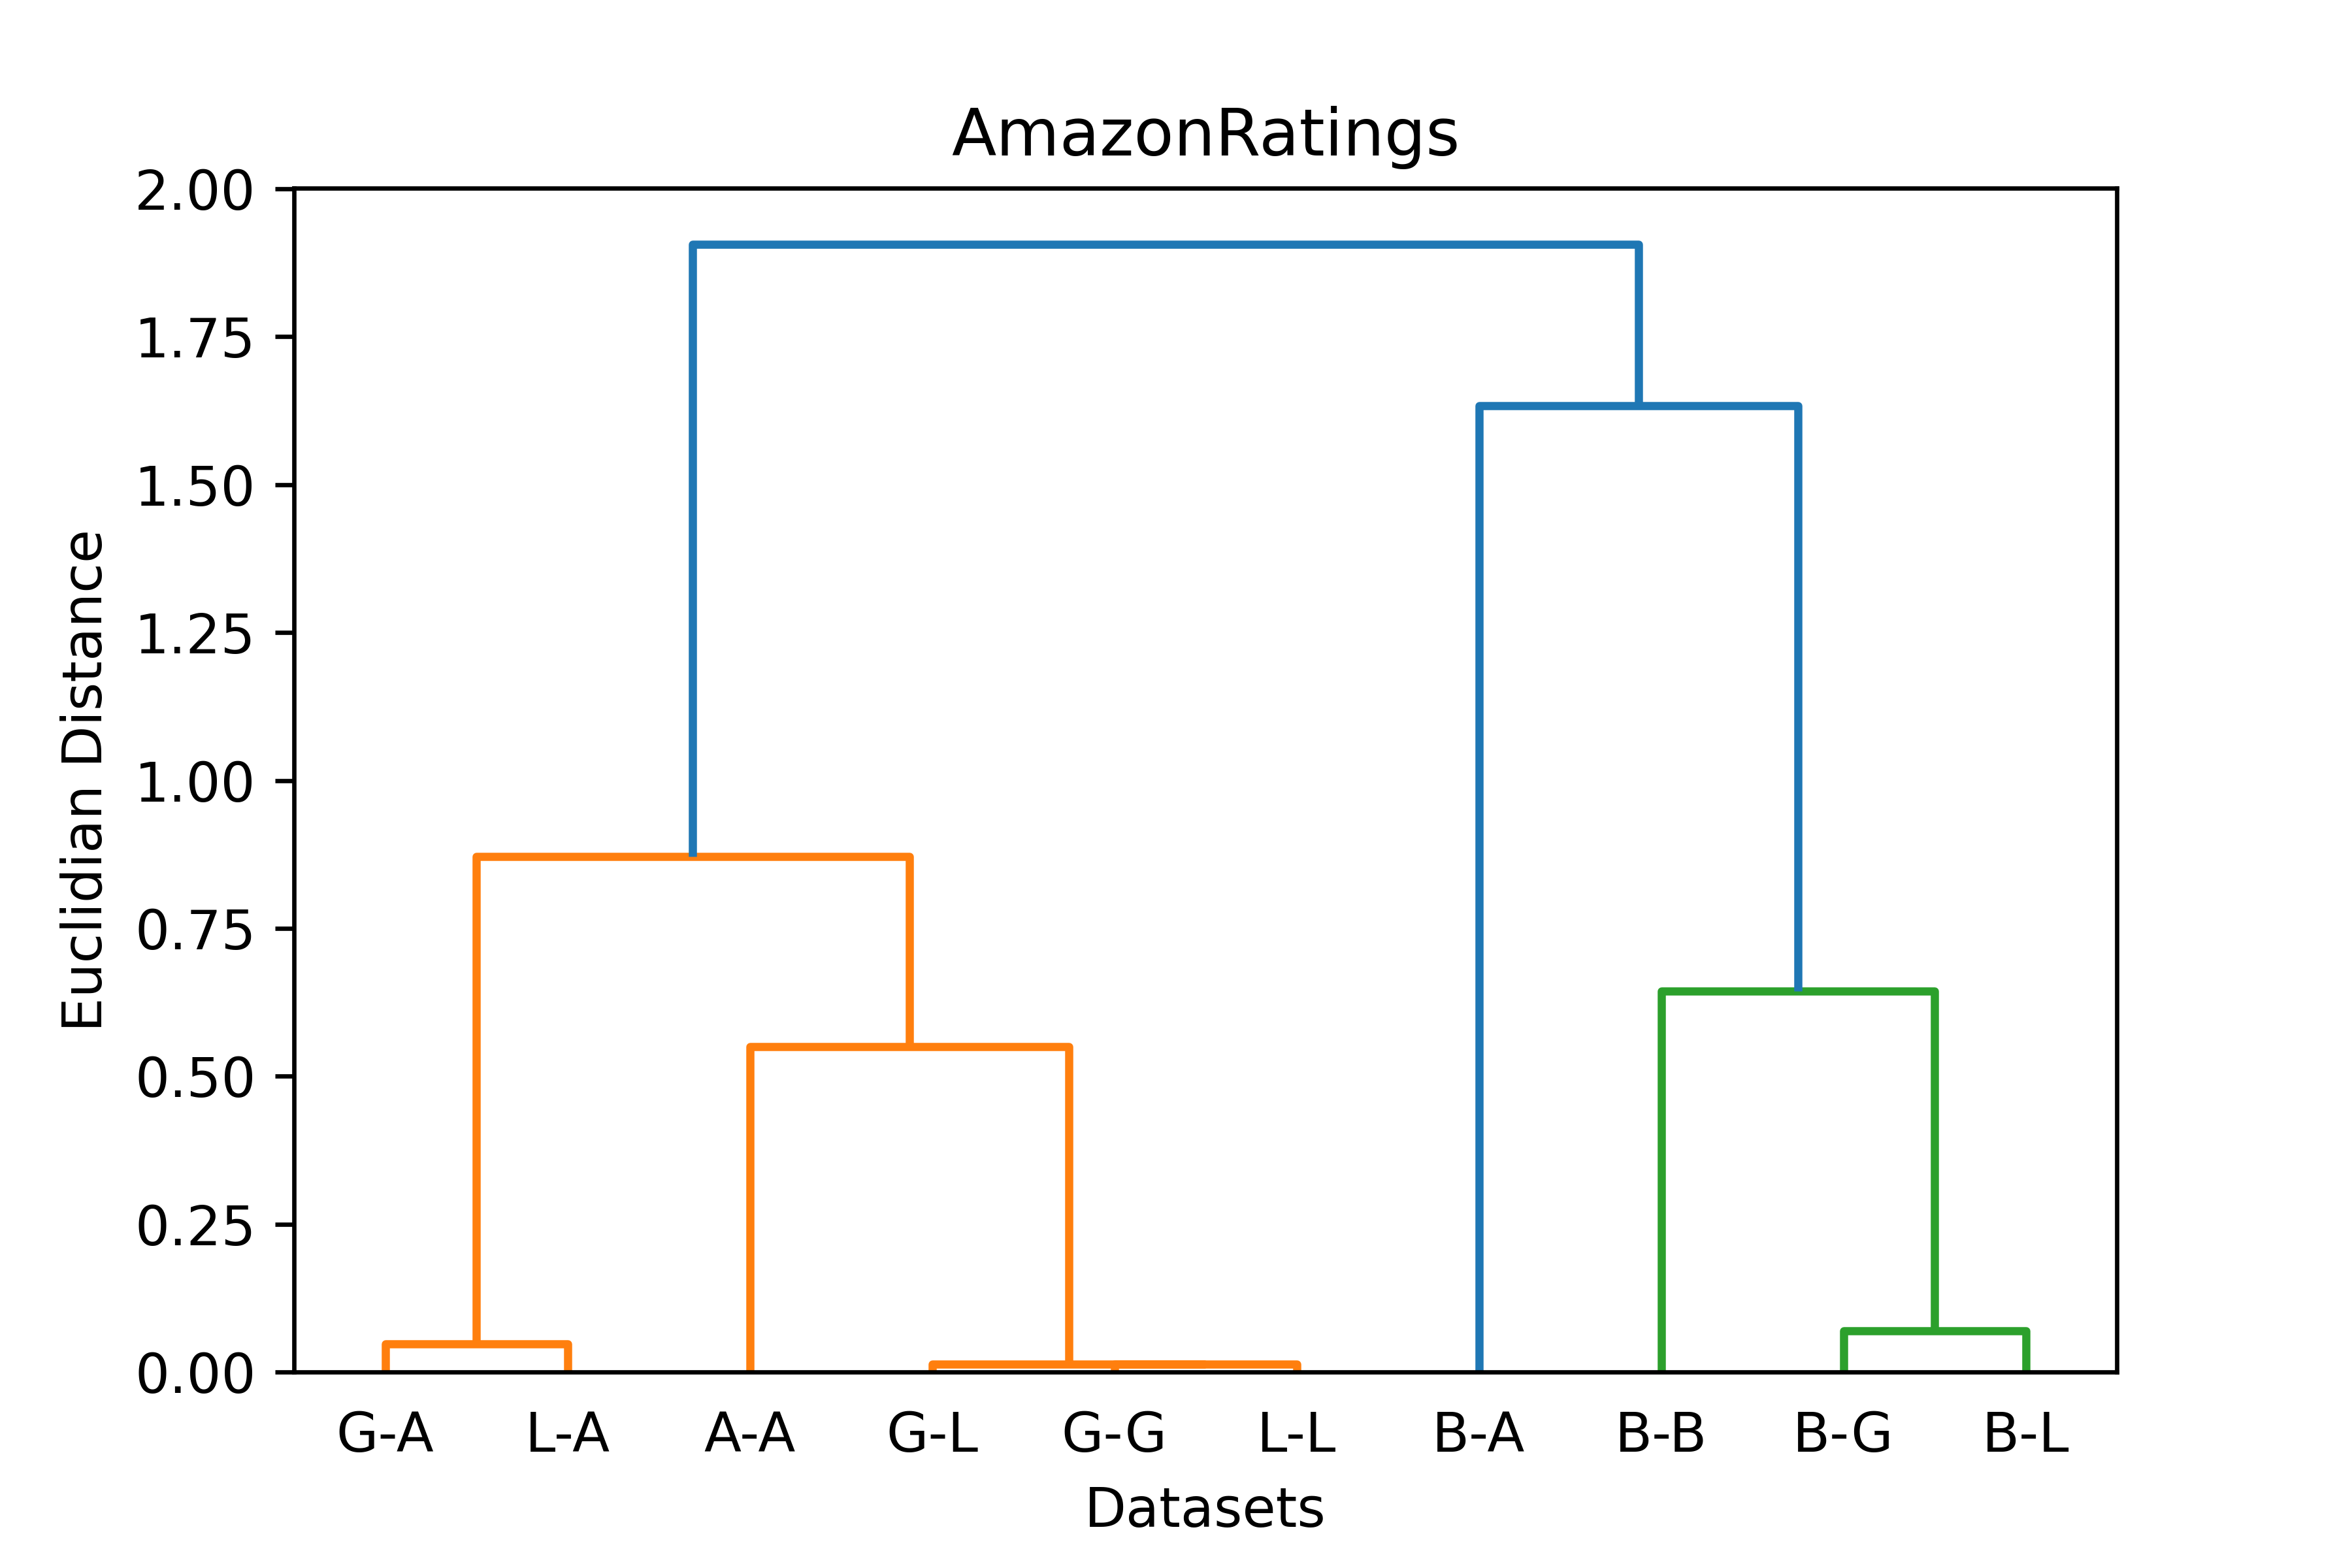 AmazonRatings
2.00
1.75
1.50
1.25
1.00
0.75
0.50
0.25
0.00
Euclidian Distance
G-A L-A A-A G-L G-G L-L B-A B-B B-G B-L
Datasets